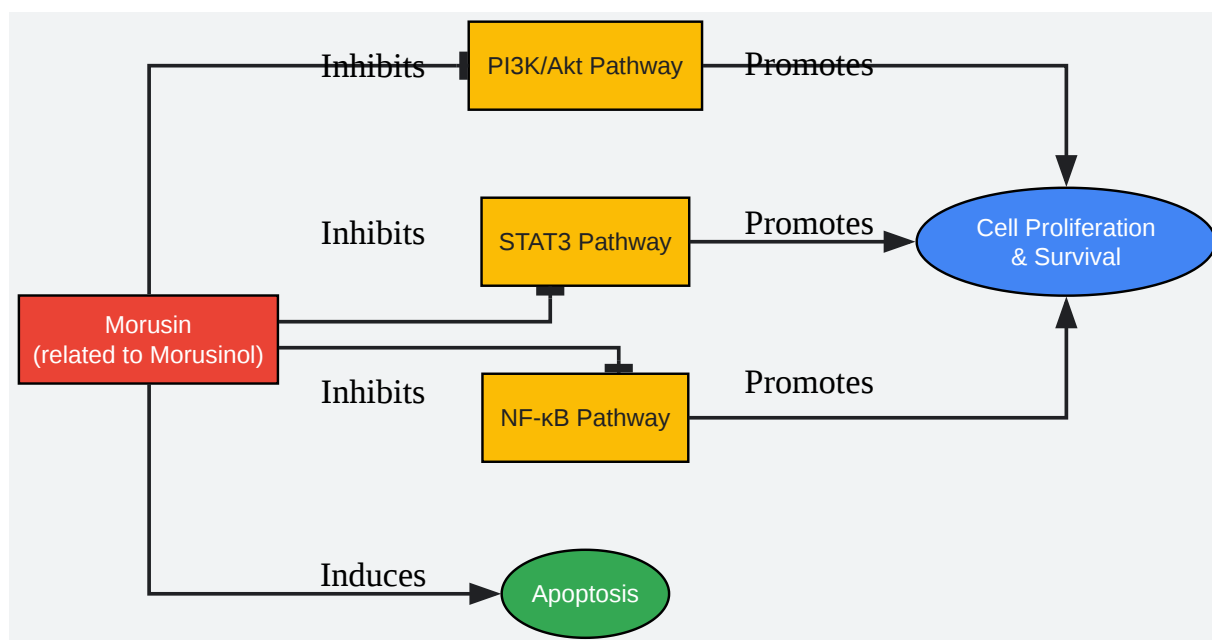 Inhibits
PI3K/Akt Pathway
Promotes
Inhibits
STAT3 Pathway
Promotes
Cell Proliferation
& Survival
Morusin
(related to Morusinol)
Inhibits
NF-κB Pathway
Promotes
Induces
Apoptosis